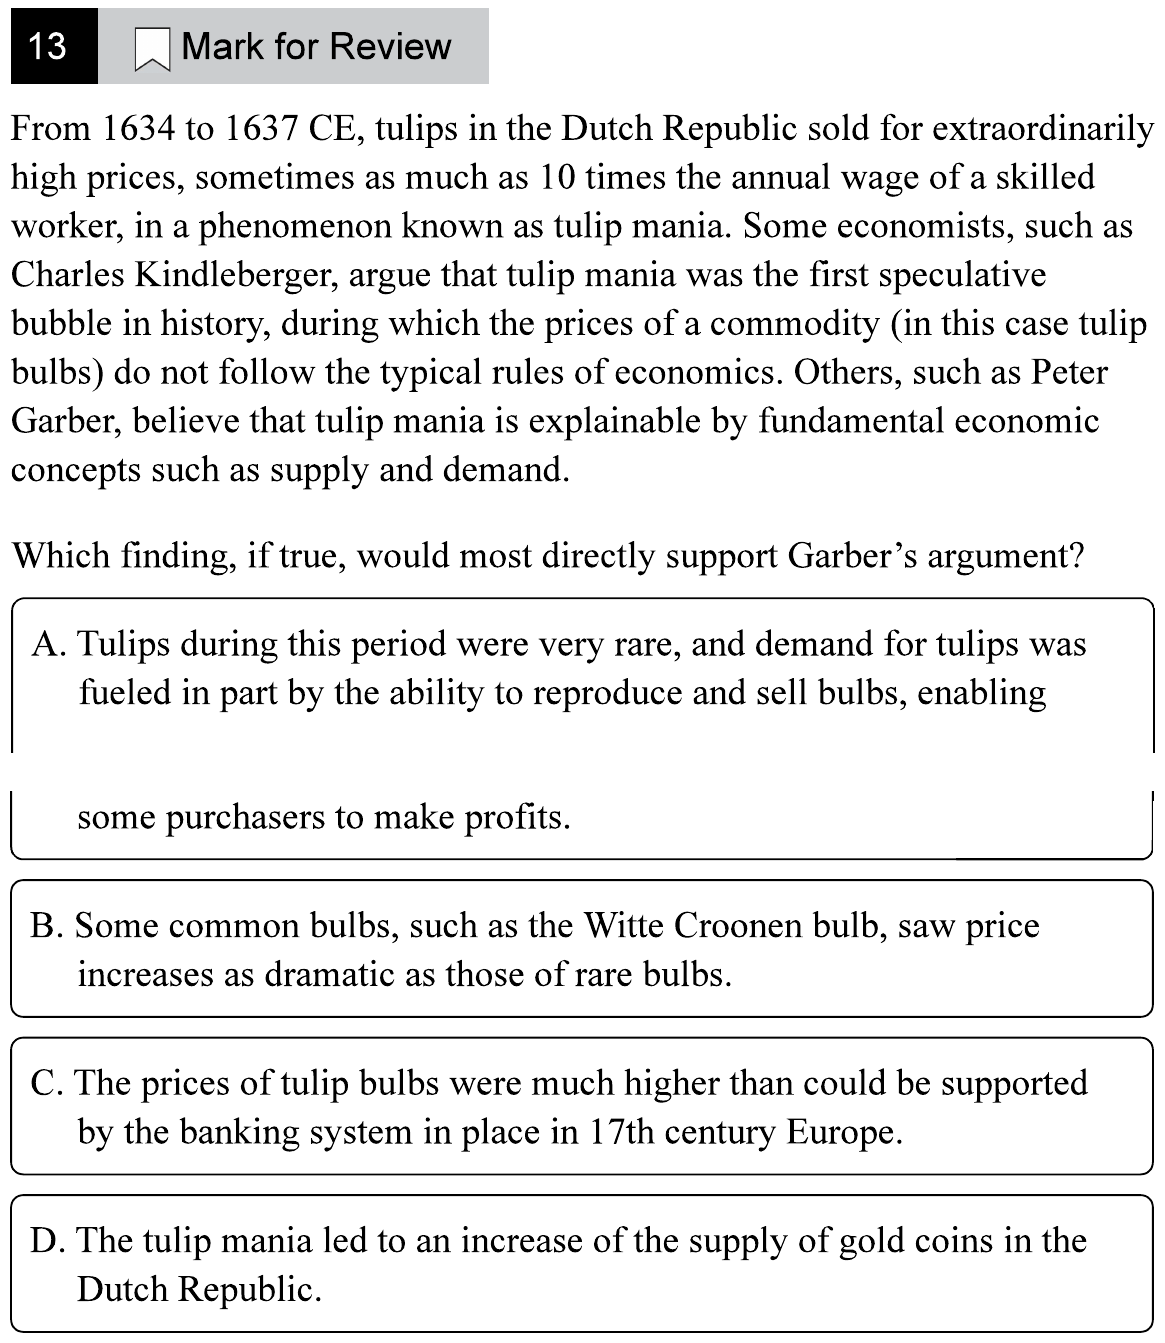 13 Mark for Review
From 1634 to 1637 CE, tulips in the Dutch Republic sold for extraordinarily
high prices, sometimes as much as 10 times the annual wage of a skilled
worker, in a phenomenon known as tulip mania. Some economists, such as
Charles Kindleberger, argue that tulip mania was the first speculative
bubble in history, during which the prices of a commodity (in this case tulip
bulbs) do not follow the typical rules of economics. Others, such as Peter
Garber, believe that tulip mania is explainable by fundamental economic
concepts such as supply and demand.
Which finding, if true, would most directly support Garber’s argument?
A. Tulips during this period were very rare, and demand for tulips was
fueled in part by the ability to reproduce and sell bulbs, enabling
some purchasers to make profits.
B. Some common bulbs, such as the Witte Croonen bulb, saw price
increases as dramatic as those of rare bulbs.
C. The prices of tulip bulbs were much higher than could be supported
by the banking system in place in 17th century Europe.
D. The tulip mania led to an increase of the supply of gold coins in the
Dutch Republic.